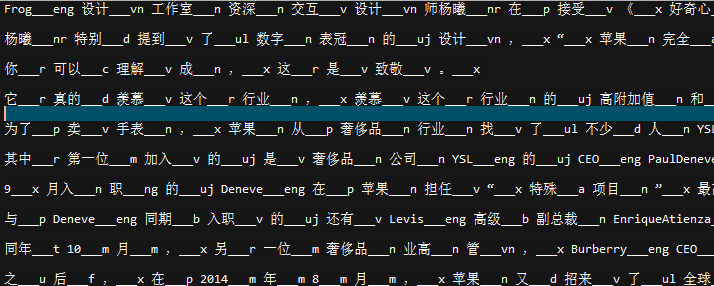 Frog___eng 设计___vn 工作室___n 资深___n 交互___v 设计___vn 师杨曦___nr 在___p 接受___v 《___x 好奇心
杨曦___nr 特别___d 提到___v 了___ul 数字___n 表冠___n 的___uj 设计___vn ，___x “___x 苹果___n 完全___a
你___r 可以___c 理解___v 成___n ，___x 这___r 是___v 致敬___v 。___x
它___r 真的___d 羡慕___v 这个___r 行业___n ，___x 羡慕___v 这个___r 行业___n 的___uj 高附加值___n 和
为了___p 卖___v 手表___n ，___x 苹果___n 从___p 奢侈品___n 行业___n 找___v 了___ul 不少___d 人___n YSL
其中___r 第一位___m 加入___v 的___uj 是___v 奢侈品___n 公司___n YSL___eng 的___uj CEO___eng PaulDeneve
9___x 月入___n 职___ng 的___uj Deneve___eng 在___p 苹果___n 担任___v “___x 特殊___a 项目___n ”___x 最
与___p Deneve___eng 同期___b 入职___v 的___uj 还有___v Levis___eng 高级___b 副总裁___n EnriqueAtienza
同年___t 10___m 月___m ，___x 另___r 一位___m 奢侈品___n 业高___n 管___vn ，___x Burberry___eng CEO
之___u 后___f ，___x 在___p 2014___m 年___m 8___m 月___m ，___x 苹果___n 又___d 招来___v 了___ul 全球